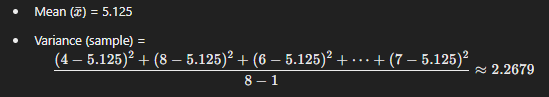 • Mean (x̄) = 5.125
• Variance (sample) =
(4 − 5.125)² + (8 − 5.125)² + (6 − 5.125)² + ⋯ + (7 − 5.125)²
8 − 1
≈ 2.2679